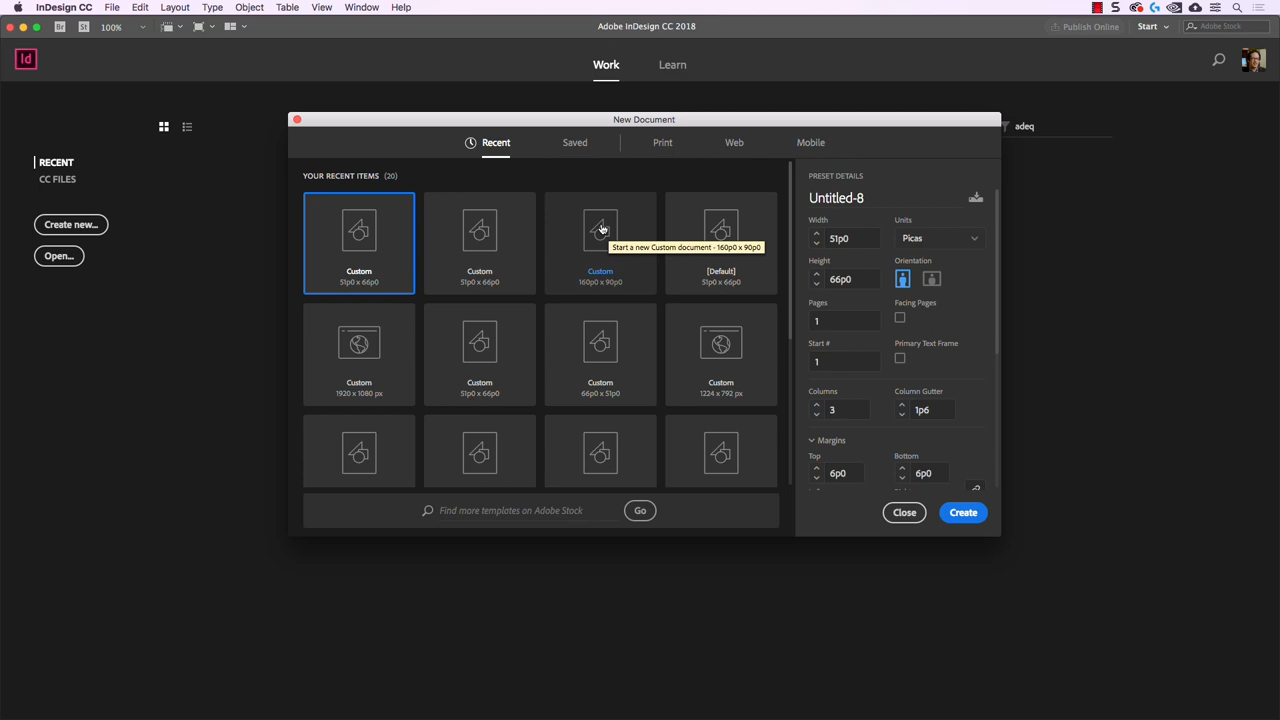 InDesign CC File Edit Layout Type Object Table View Window Help
Br St 100% Adobe InDesign CC 2018 Publish Online Start Adobe Stock
Id Work Learn
New Document
adeq
Recent Saved Print Web Mobile
RECENT
CC FILES
Create new...
Open...
YOUR RECENT ITEMS (20)
Custom
51p0 x 66p0
Custom
51p0 x 66p0
Custom
160p0 x 90p0
[Default]
51p0 x 66p0
Start a new Custom document - 160p0 x 90p0
Custom
1920 x 1080 px
Custom
51p0 x 66p0
Custom
66p0 x 51p0
Custom
1224 x 792 px
Find more templates on Adobe Stock Go
PRESET DETAILS
Untitled-8
Width Units
51p0 Picas
Height Orientation
66p0
Pages Facing Pages
1
Start # Primary Text Frame
1
Columns Column Gutter
3 1p6
Margins
Top Bottom
6p0 6p0
Close Create